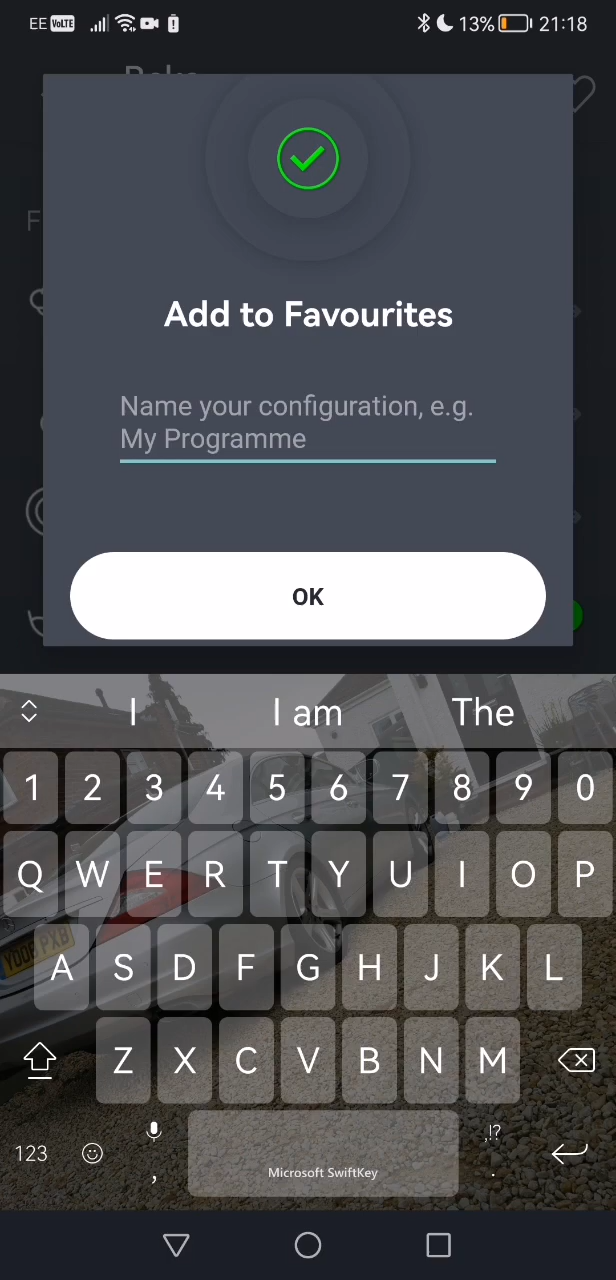 EE VoLTE 13% 21:18
F
Add to Favourites
Name your configuration, e.g.
My Programme
OK
I I am The
1 2 3 4 5 6 7 8 9 0
Q W E R T Y U I O P
A S D F G H J K L
Z X C V B N M
123 , ,!? .
Microsoft SwiftKey